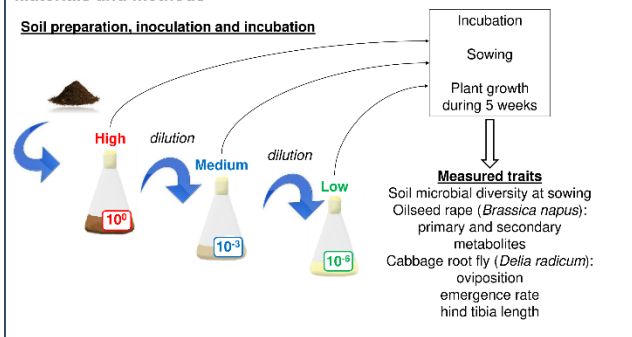 Soil preparation, inoculation and incubation
Incubation
Sowing
Plant growth
during 5 weeks
High
dilution
Medium
dilution
Low
10⁰
10⁻³
10⁻⁶
Measured traits
Soil microbial diversity at sowing
Oilseed rape (Brassica napus):
primary and secondary
metabolites
Cabbage root fly (Delia radicum):
oviposition
emergence rate
hind tibia length